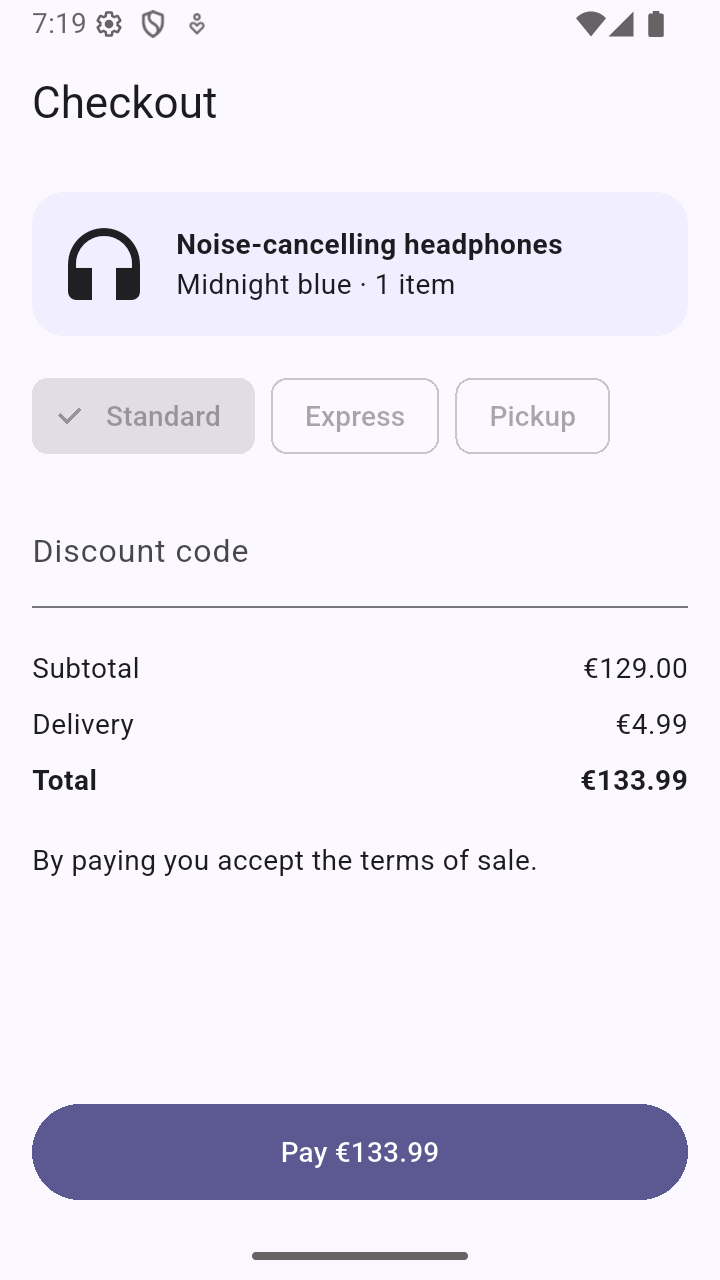 7:19
Checkout
Noise-cancelling headphones
Midnight blue · 1 item
Standard
Express
Pickup
Discount code
Subtotal €129.00
Delivery €4.99
Total €133.99
By paying you accept the terms of sale.
Pay €133.99